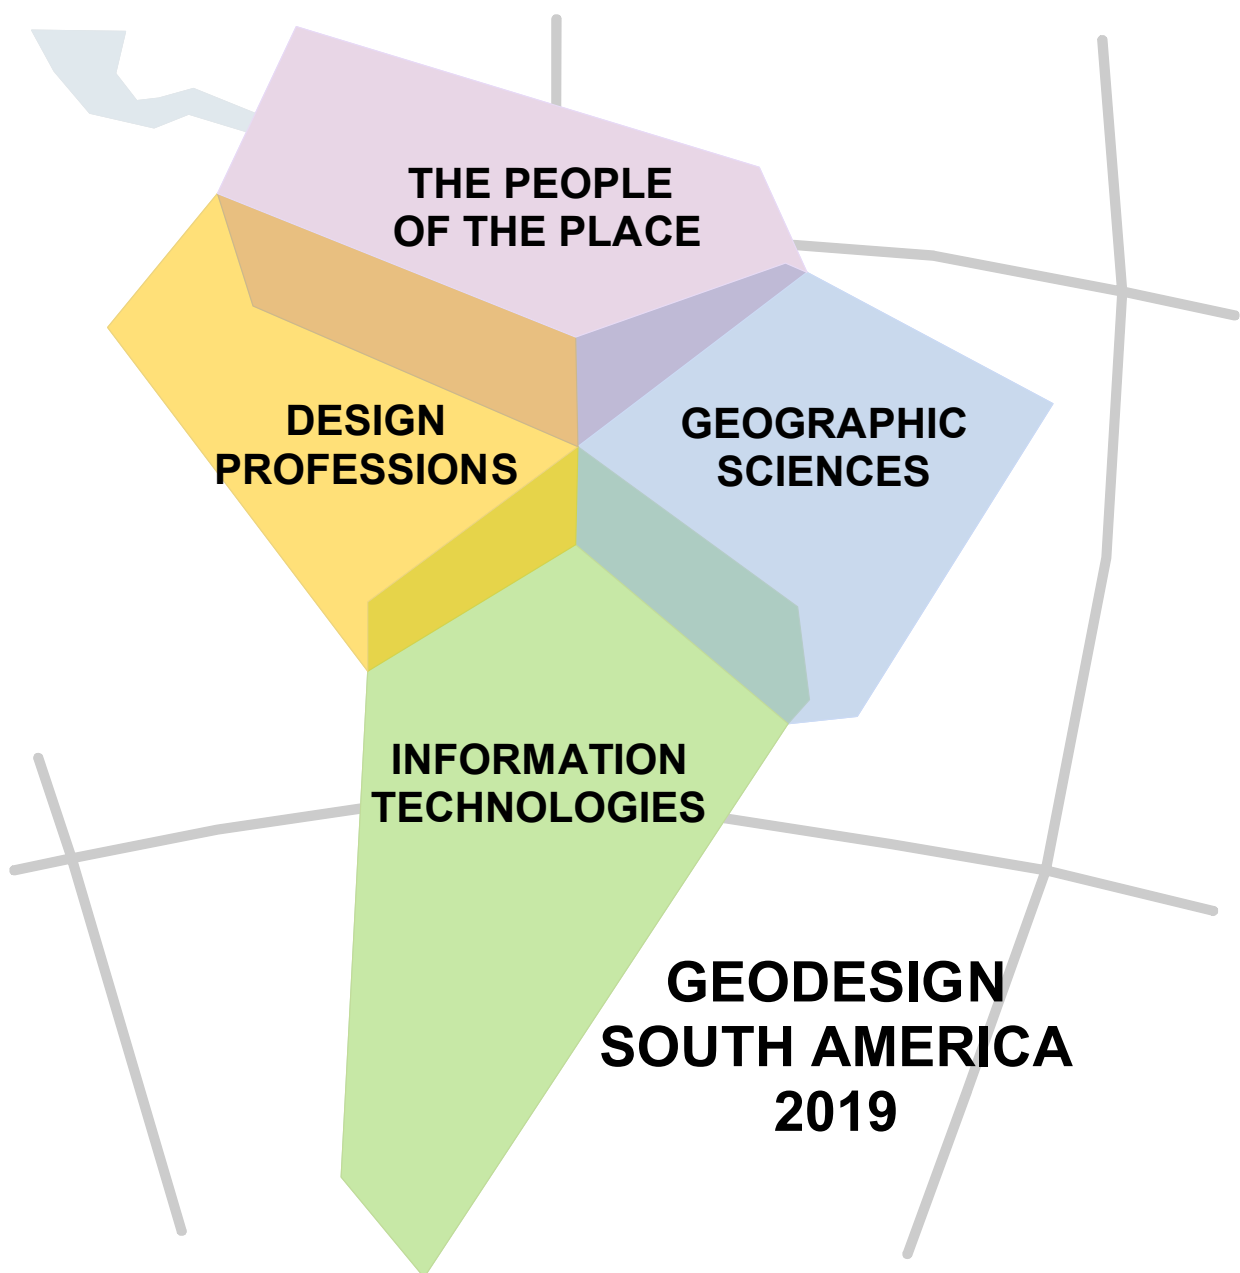 THE PEOPLE
OF THE PLACE
DESIGN
PROFESSIONS
GEOGRAPHIC
SCIENCES
INFORMATION
TECHNOLOGIES
GEODESIGN
SOUTH AMERICA
2019